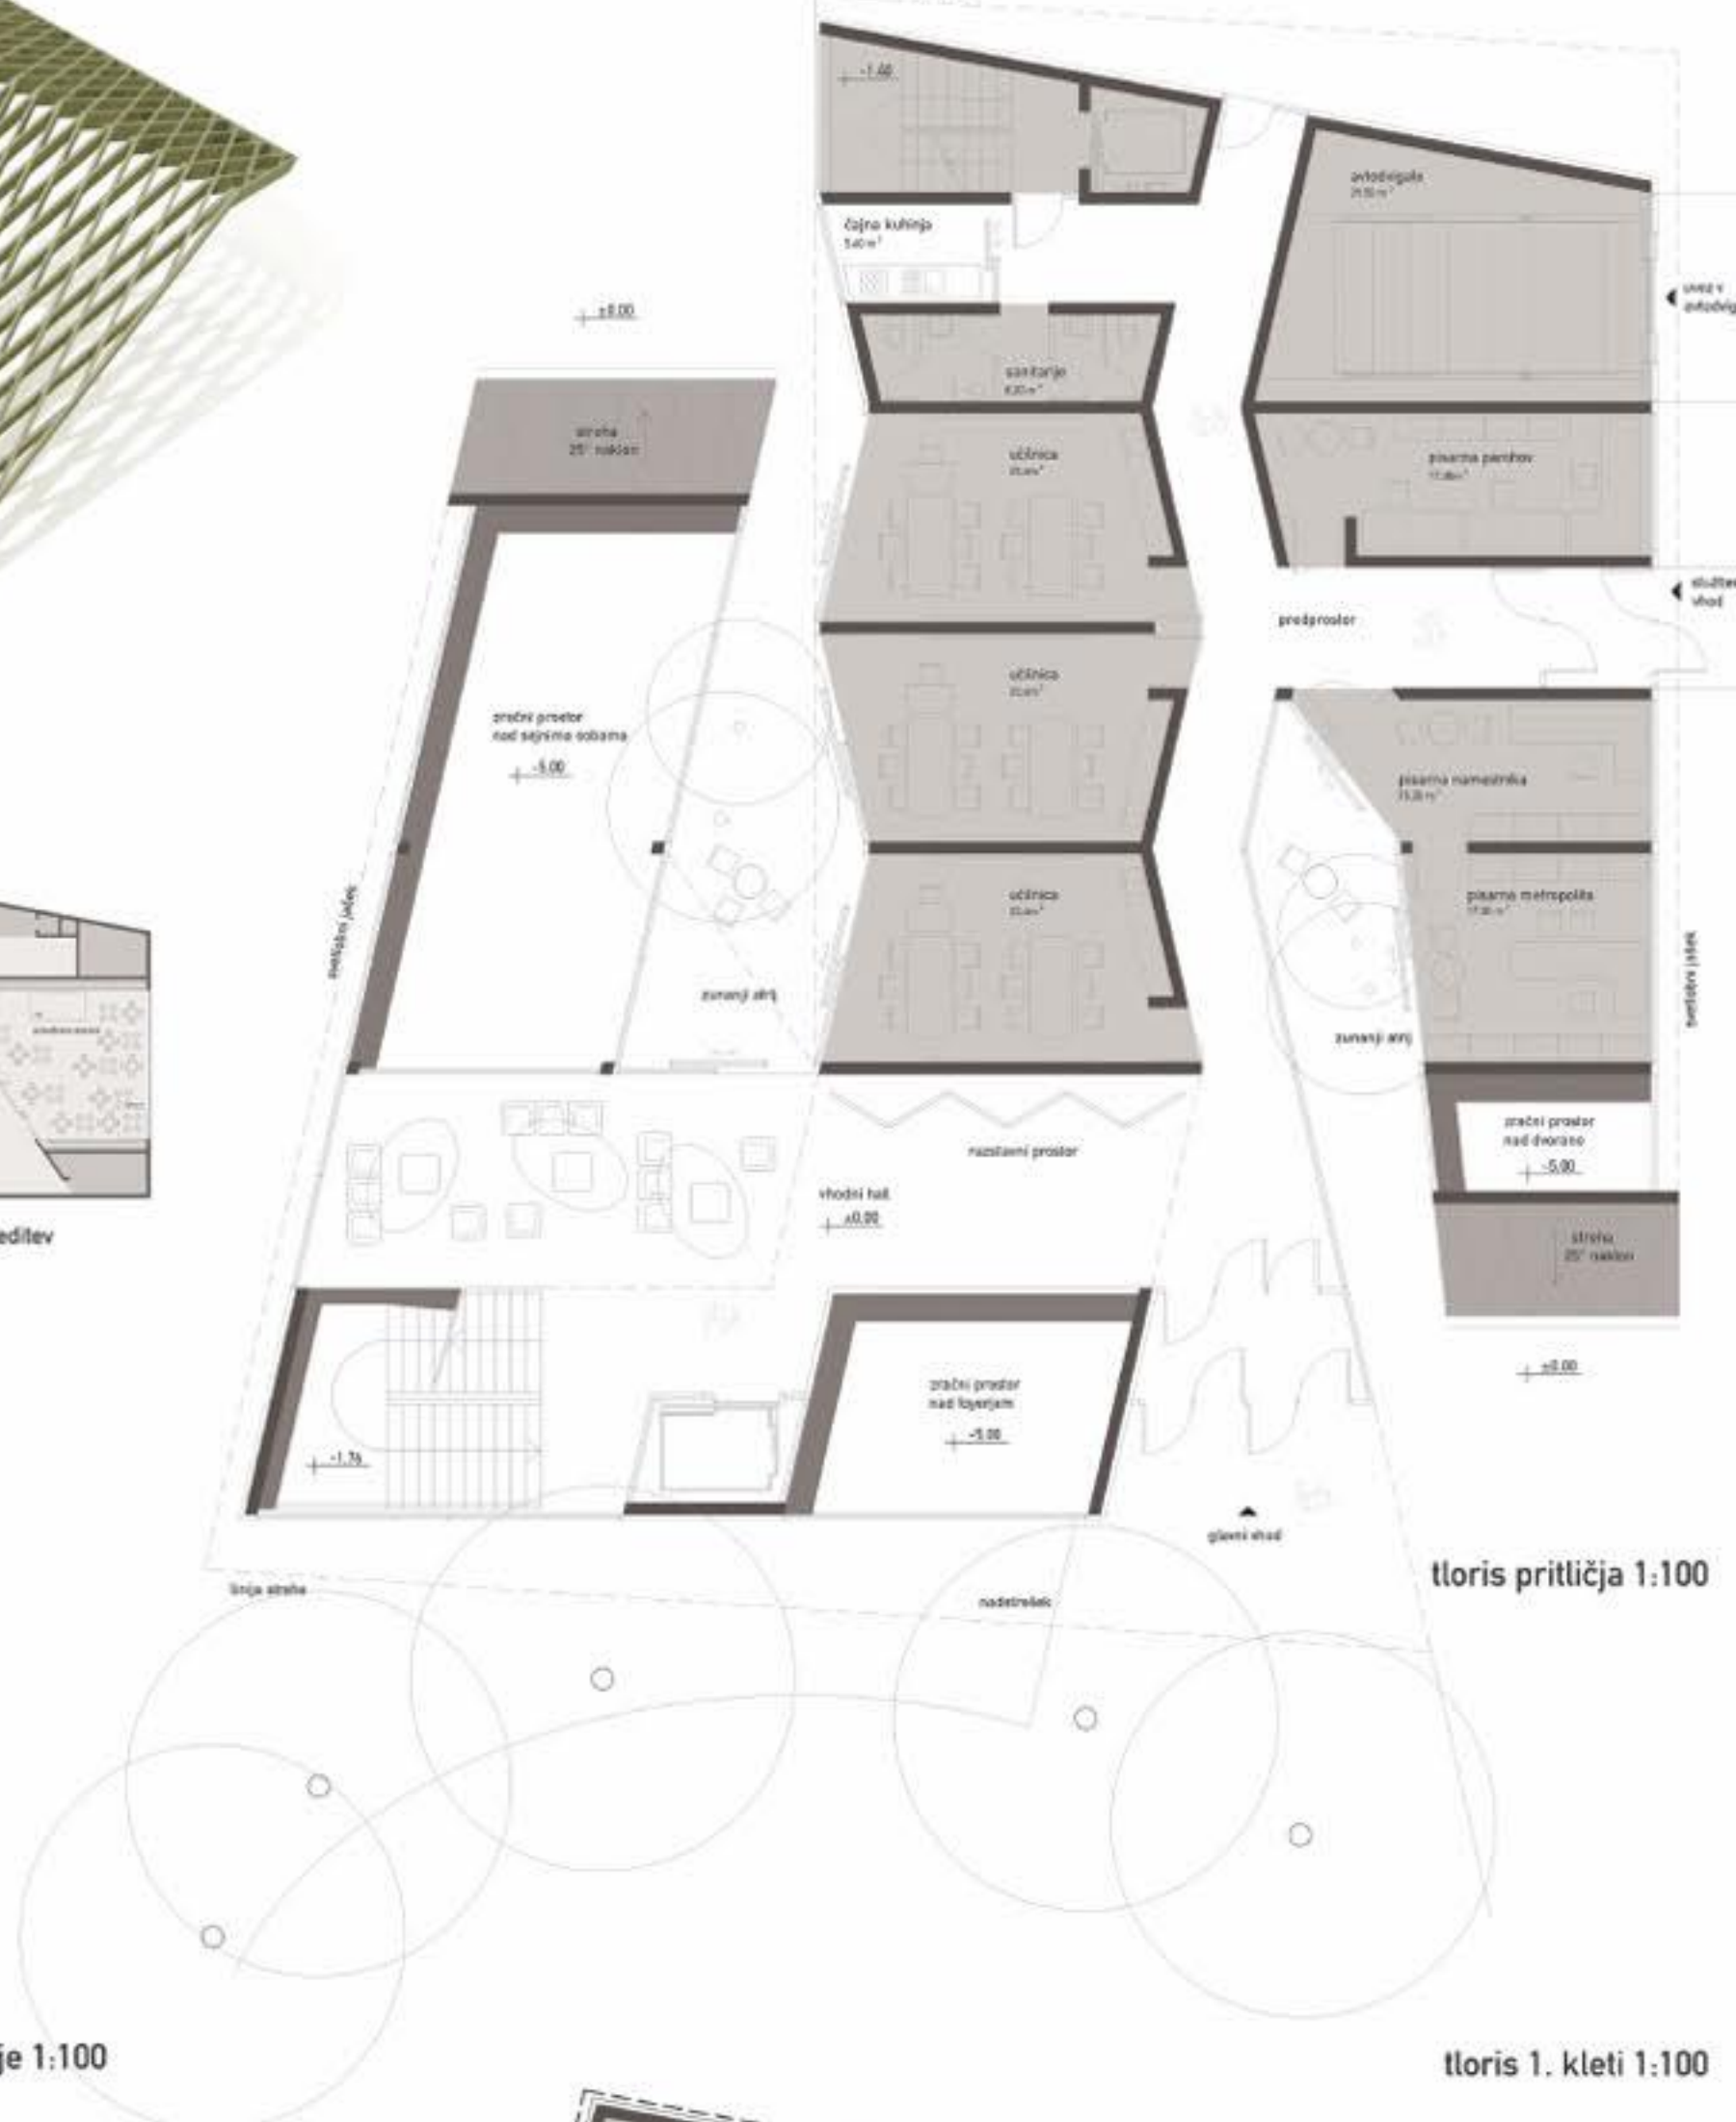 -1.60
čajna kuhinja
avtodvigalo
uvoz v
±0.00
sanitarije
streha
25° naklon
učilnica
pisarna parohov
vhod
predprostor
učilnica
zračni prostor
nad sejnima sobama
-5.00
pisarna namestnika
učilnica
pisarna metropolita
svetlobni jašek
svetlobni jašek
zunanji atrij
zunanji atrij
razstavni prostor
zračni prostor
nad dvorano
-5.00
vhodni hall
±0.00
streha
25° naklon
±0.00
zračni prostor
nad foyerjem
-5.00
-1.76
glavni vhod
linija strehe
nadstrešek
editev
tloris pritličja 1:100
je 1:100
tloris 1. kleti 1:100